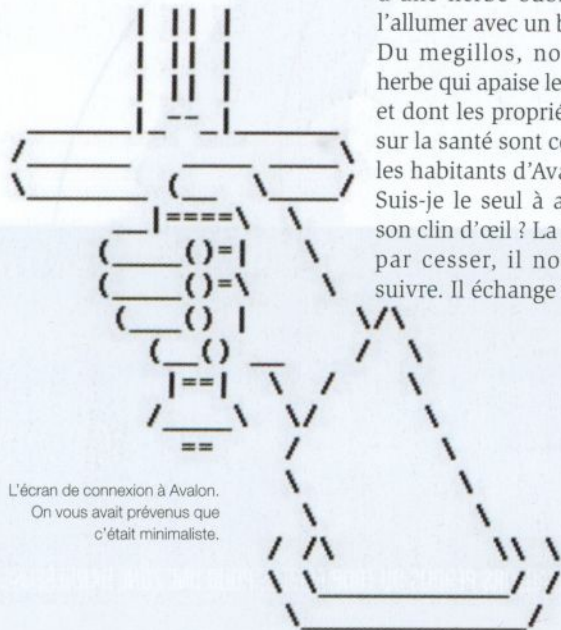 l'allumer avec un b
Du megillos, no
herbe qui apaise le
et dont les proprié
sur la santé sont co
les habitants d'Ava
Suis-je le seul à a
son clin d'œil ? La
par cesser, il no
suivre. Il échange
L'écran de connexion à Avalon.
On vous avait prévenus que
c'était minimaliste.